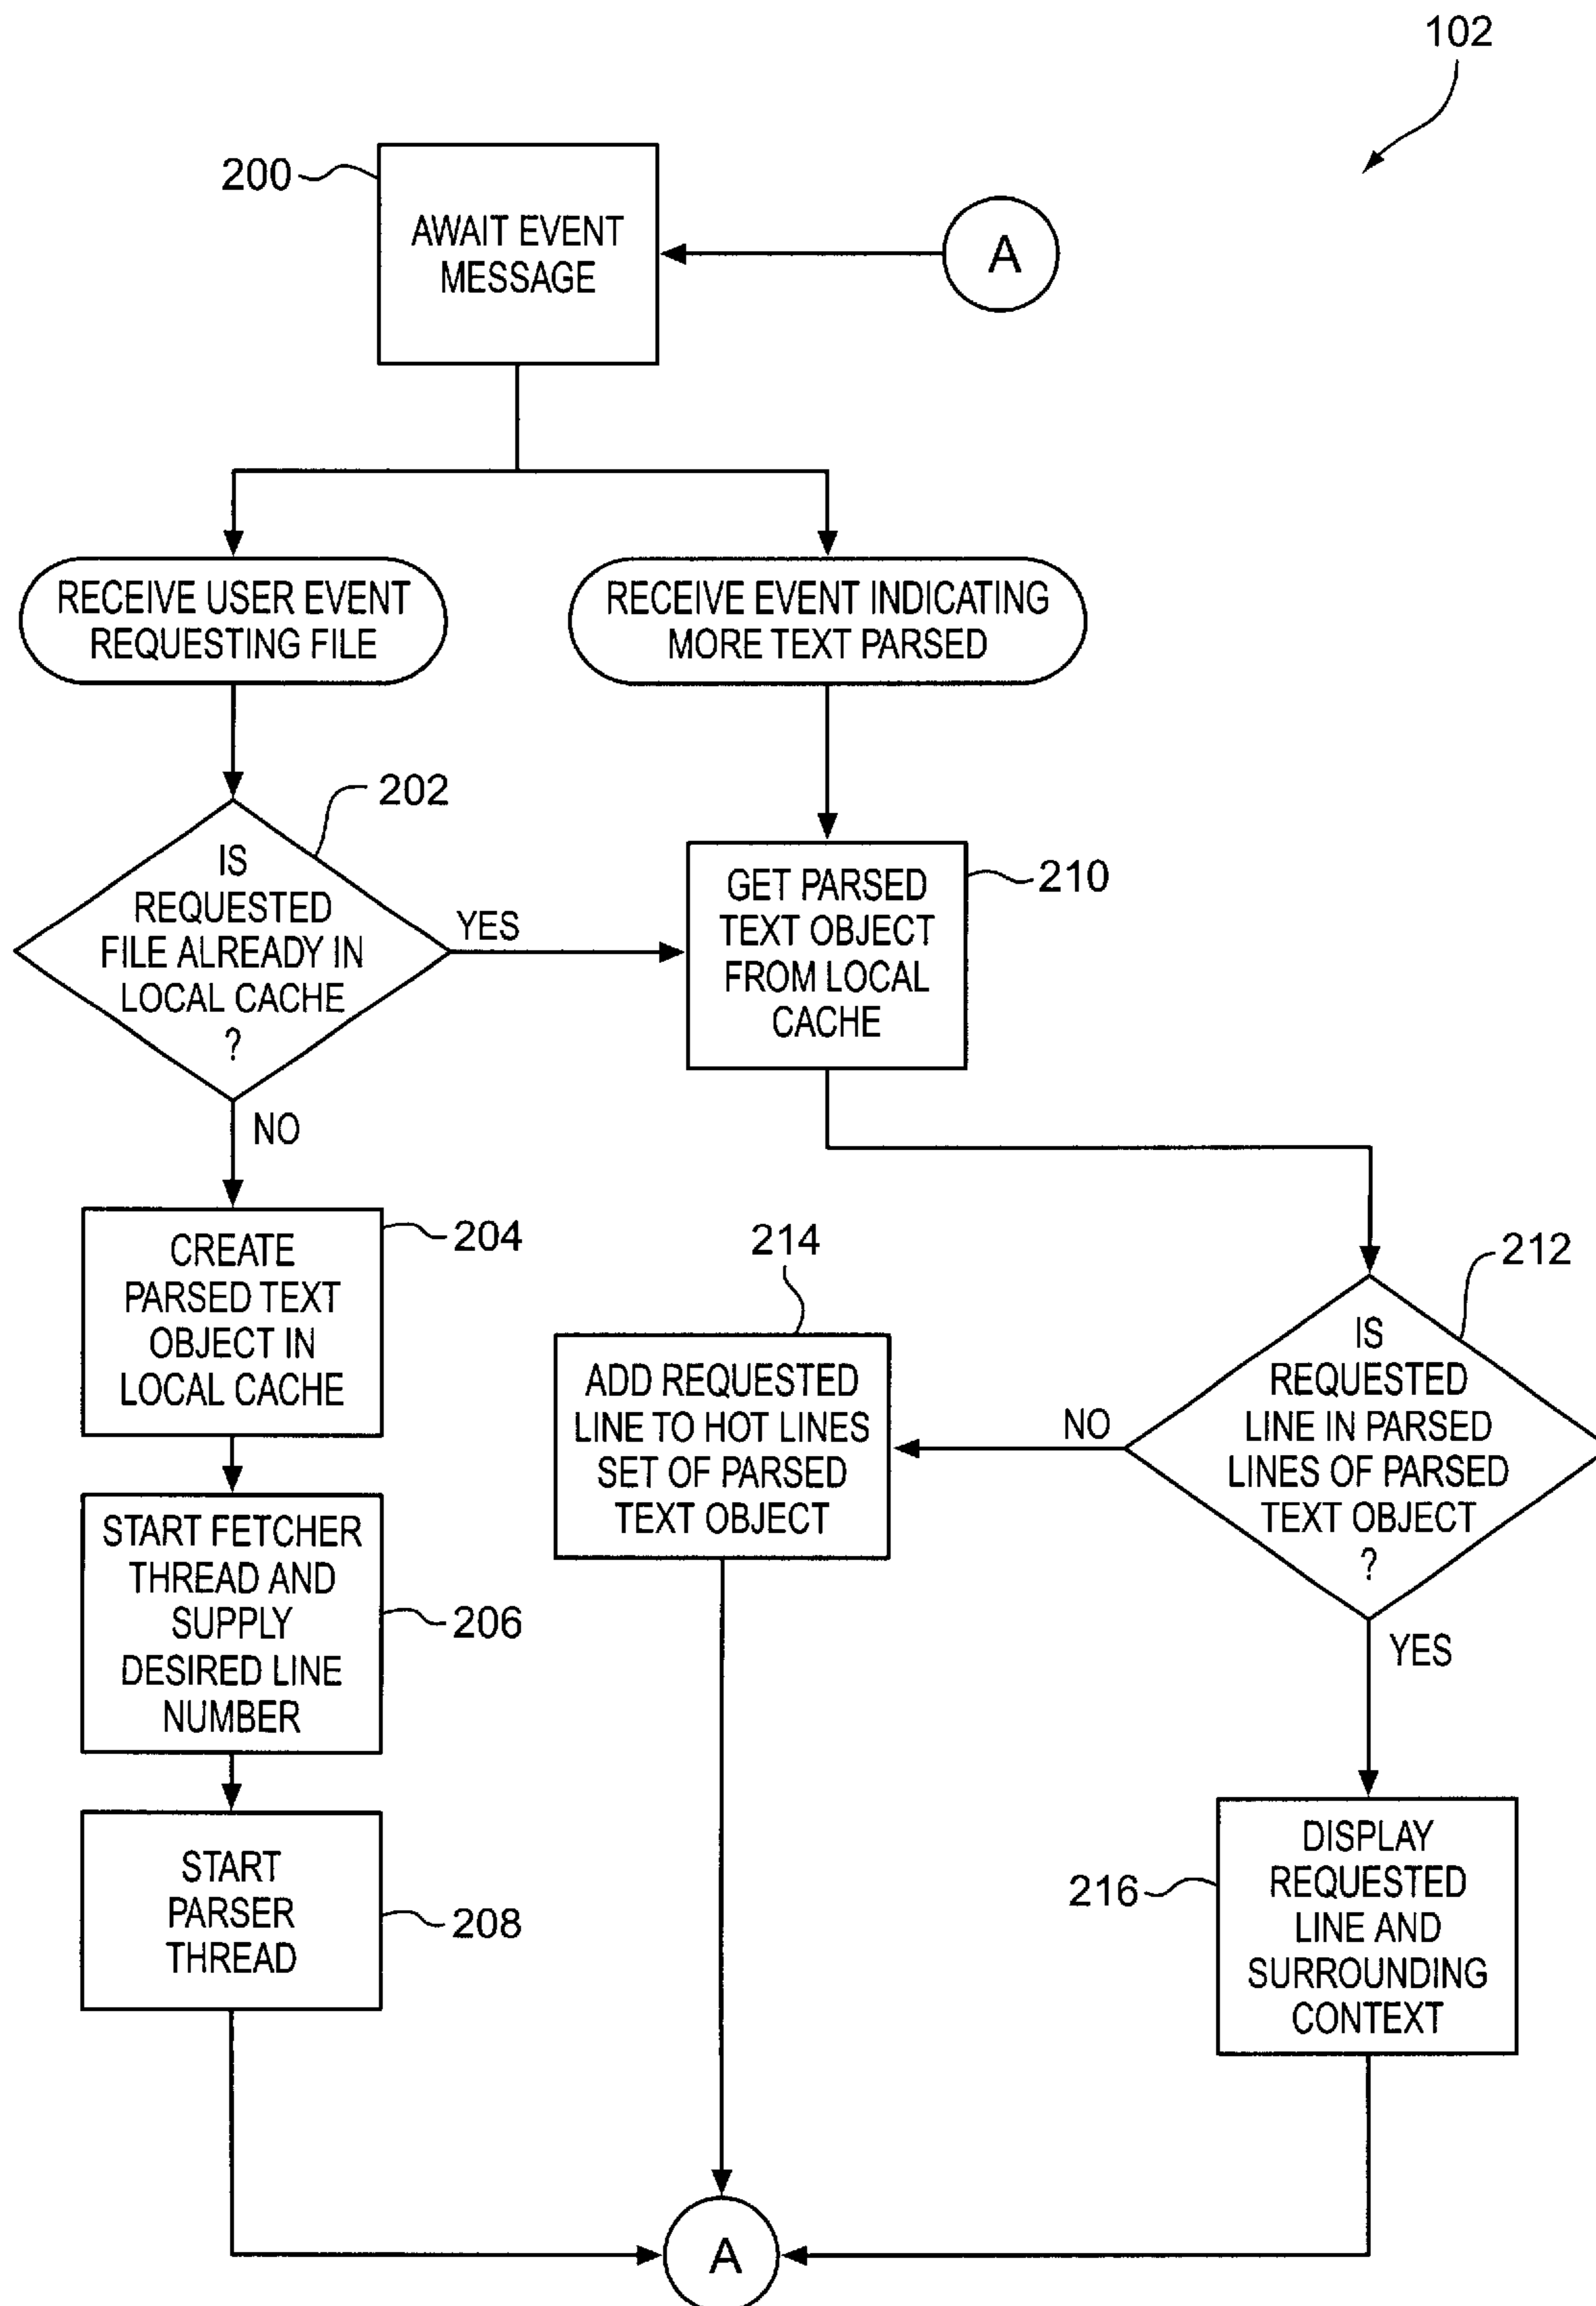 102
200
AWAIT EVENT
MESSAGE
A
RECEIVE USER EVENT
REQUESTING FILE
RECEIVE EVENT INDICATING
MORE TEXT PARSED
202
IS
REQUESTED
FILE ALREADY IN
LOCAL CACHE
?
YES
NO
GET PARSED
TEXT OBJECT
FROM LOCAL
CACHE
210
CREATE
PARSED TEXT
OBJECT IN
LOCAL CACHE
204
214
ADD REQUESTED
LINE TO HOT LINES
SET OF PARSED
TEXT OBJECT
NO
212
IS
REQUESTED
LINE IN PARSED
LINES OF PARSED
TEXT OBJECT
?
YES
START FETCHER
THREAD AND
SUPPLY
DESIRED LINE
NUMBER
206
START
PARSER
THREAD
208
216
DISPLAY
REQUESTED
LINE AND
SURROUNDING
CONTEXT
A